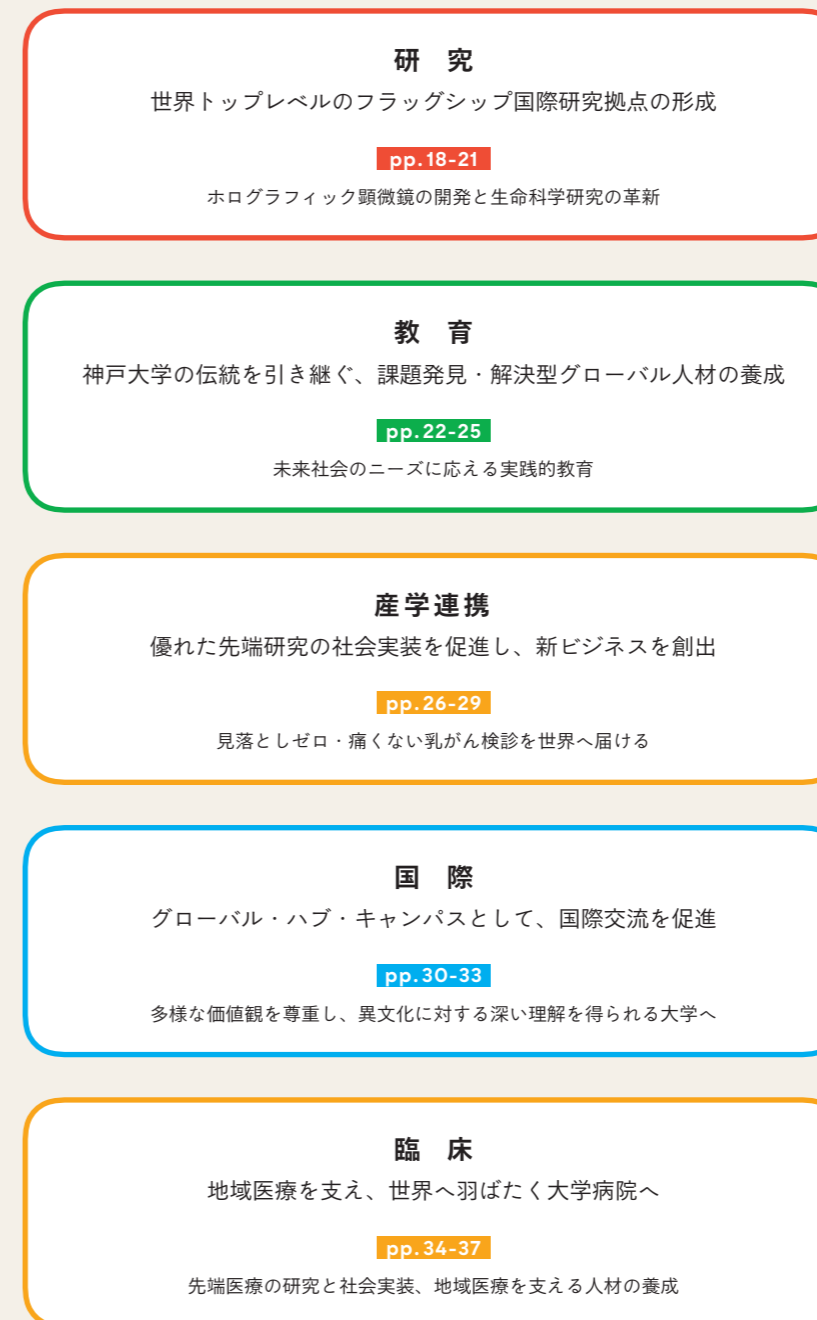 研　究
世界トップレベルのフラッグシップ国際研究拠点の形成
pp.18-21
ホログラフィック顕微鏡の開発と生命科学研究の革新
教　育
神戸大学の伝統を引き継ぐ、課題発見・解決型グローバル人材の養成
pp.22-25
未来社会のニーズに応える実践的教育
産学連携
優れた先端研究の社会実装を促進し、新ビジネスを創出
pp.26-29
見落としゼロ・痛くない乳がん検診を世界へ届ける
国　際
グローバル・ハブ・キャンパスとして、国際交流を促進
pp.30-33
多様な価値観を尊重し、異文化に対する深い理解を得られる大学へ
臨　床
地域医療を支え、世界へ羽ばたく大学病院へ
pp.34-37
先端医療の研究と社会実装、地域医療を支える人材の養成